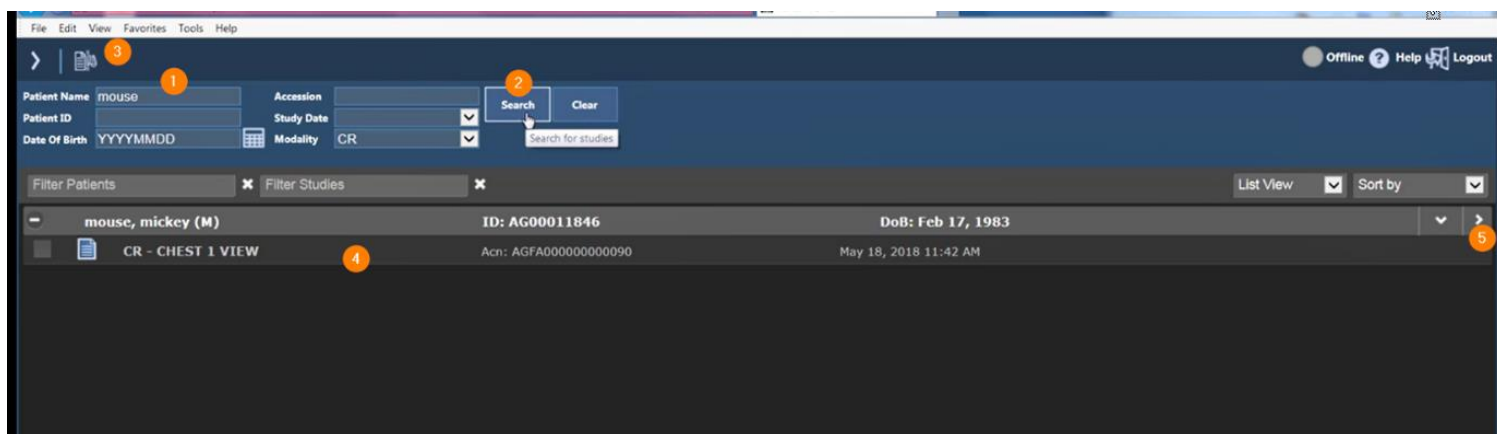 File Edit View Favorites Tools Help
3
Offline ? Help Logout
1
2
Patient Name mouse Accession Search Clear
Patient ID Study Date
Date Of Birth YYYYMMDD Modality CR Search for studies
Filter Patients Filter Studies List View Sort by
mouse, mickey (M) ID: AG00011846 DoB: Feb 17, 1983
5
CR - CHEST 1 VIEW 4 Acn: AGFA000000000090 May 18, 2018 11:42 AM